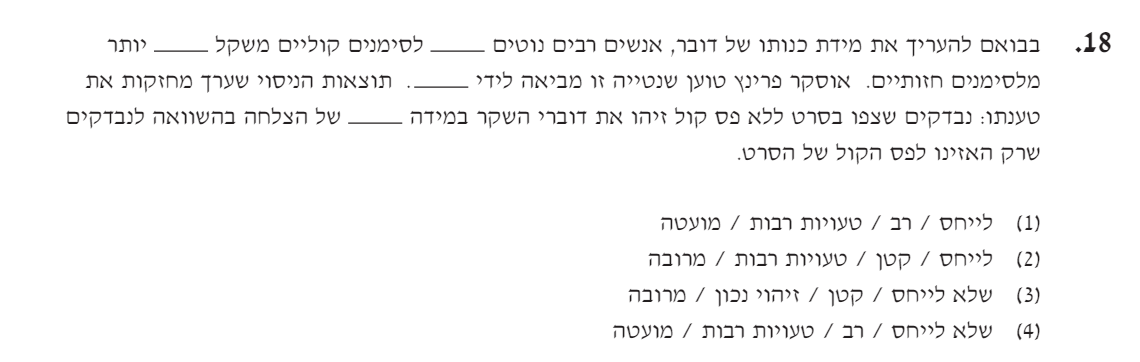 18. בבואם להעריך את מידת כנותו של דובר, אנשים רבים נוטים _____ לסימנים קוליים משקל _____ יותר
מלסימנים חזותיים. אוסקר פרינץ טוען שנטייה זו מביאה לידי _____. תוצאות הניסוי שערך מחזקות את
טענתו: נבדקים שצפו בסרט ללא פס קול זיהו את דוברי השקר במידה _____ של הצלחה בהשוואה לנבדקים
שרק האזינו לפס הקול של הסרט.
(1) לייחס / רב / טעויות רבות / מועטה
(2) לייחס / קטן / טעויות רבות / מרובה
(3) שלא לייחס / קטן / זיהוי נכון / מרובה
(4) שלא לייחס / רב / טעויות רבות / מועטה